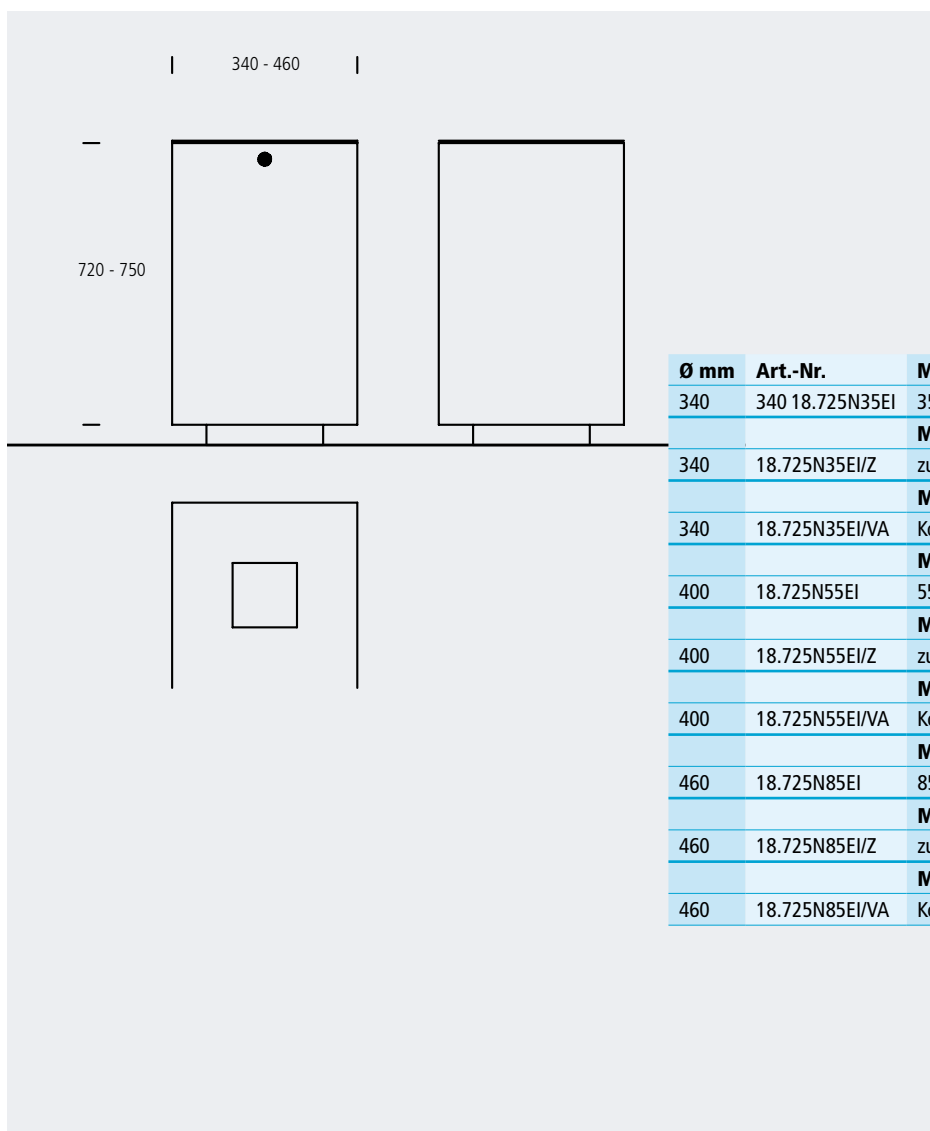 340 - 460
720 - 750
Ø mm Art.-Nr.
340 340 18.725N35EI
340 18.725N35EI/Z
340 18.725N35EI/VA
400 18.725N55EI
400 18.725N55EI/Z
400 18.725N55EI/VA
460 18.725N85EI
460 18.725N85EI/Z
460 18.725N85EI/VA